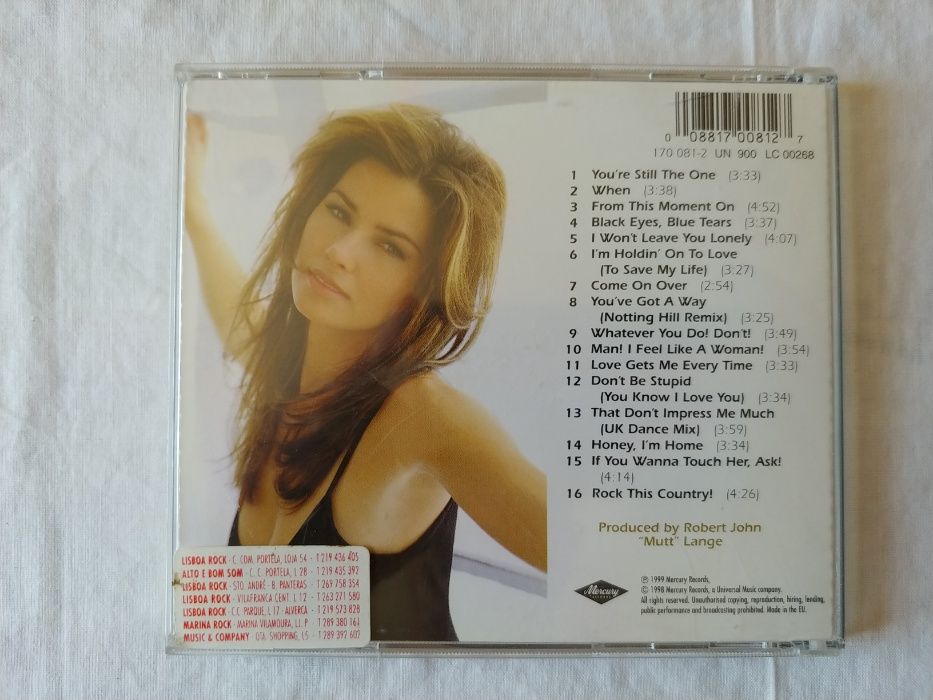 0 08817 00812 7
170 081-2 UN 900 LC 00268
1 You're Still The One (3:33)
2 When (3:38)
3 From This Moment On (4:52)
4 Black Eyes, Blue Tears (3:37)
5 I Won't Leave You Lonely (4:07)
6 I'm Holdin' On To Love
(To Save My Life) (3:27)
7 Come On Over (2:54)
8 You've Got A Way
(Notting Hill Remix) (3:25)
9 Whatever You Do! Don't! (3:49)
10 Man! I Feel Like A Woman! (3:54)
11 Love Gets Me Every Time (3:33)
12 Don't Be Stupid
(You Know I Love You) (3:34)
13 That Don't Impress Me Much
(UK Dance Mix) (3:59)
14 Honey, I'm Home (3:34)
15 If You Wanna Touch Her, Ask!
(4:14)
16 Rock This Country! (4:26)
Produced by Robert John
"Mutt" Lange
Mercury
RECORDS
℗ 1999 Mercury Records,
© 1998 Mercury Records, a Universal Music company.
All rights reserved. Unauthorised copying, reproduction, hiring, lending,
public performance and broadcasting prohibited. Made in the EU.
LISBOA ROCK - C. COM. PORTELA, LOJA 54 - T 219 436 405
ALTO E BOM SOM - C. C. PORTELA, L 28 - T 219 435 392
LISBOA ROCK - STO. ANDRÉ - B. PANTERAS - T 269 758 354
LISBOA ROCK - VILAFRANCA CENT. L 12 - T 263 271 580
LISBOA ROCK - C.C. PARQUE, L 17 - ALVERCA - T 219 573 828
MARINA ROCK - MARINA VILAMOURA, LJ. P - T 289 380 161
MUSIC & COMPANY - OTA. SHOPPING, L5 - T 289 392 602